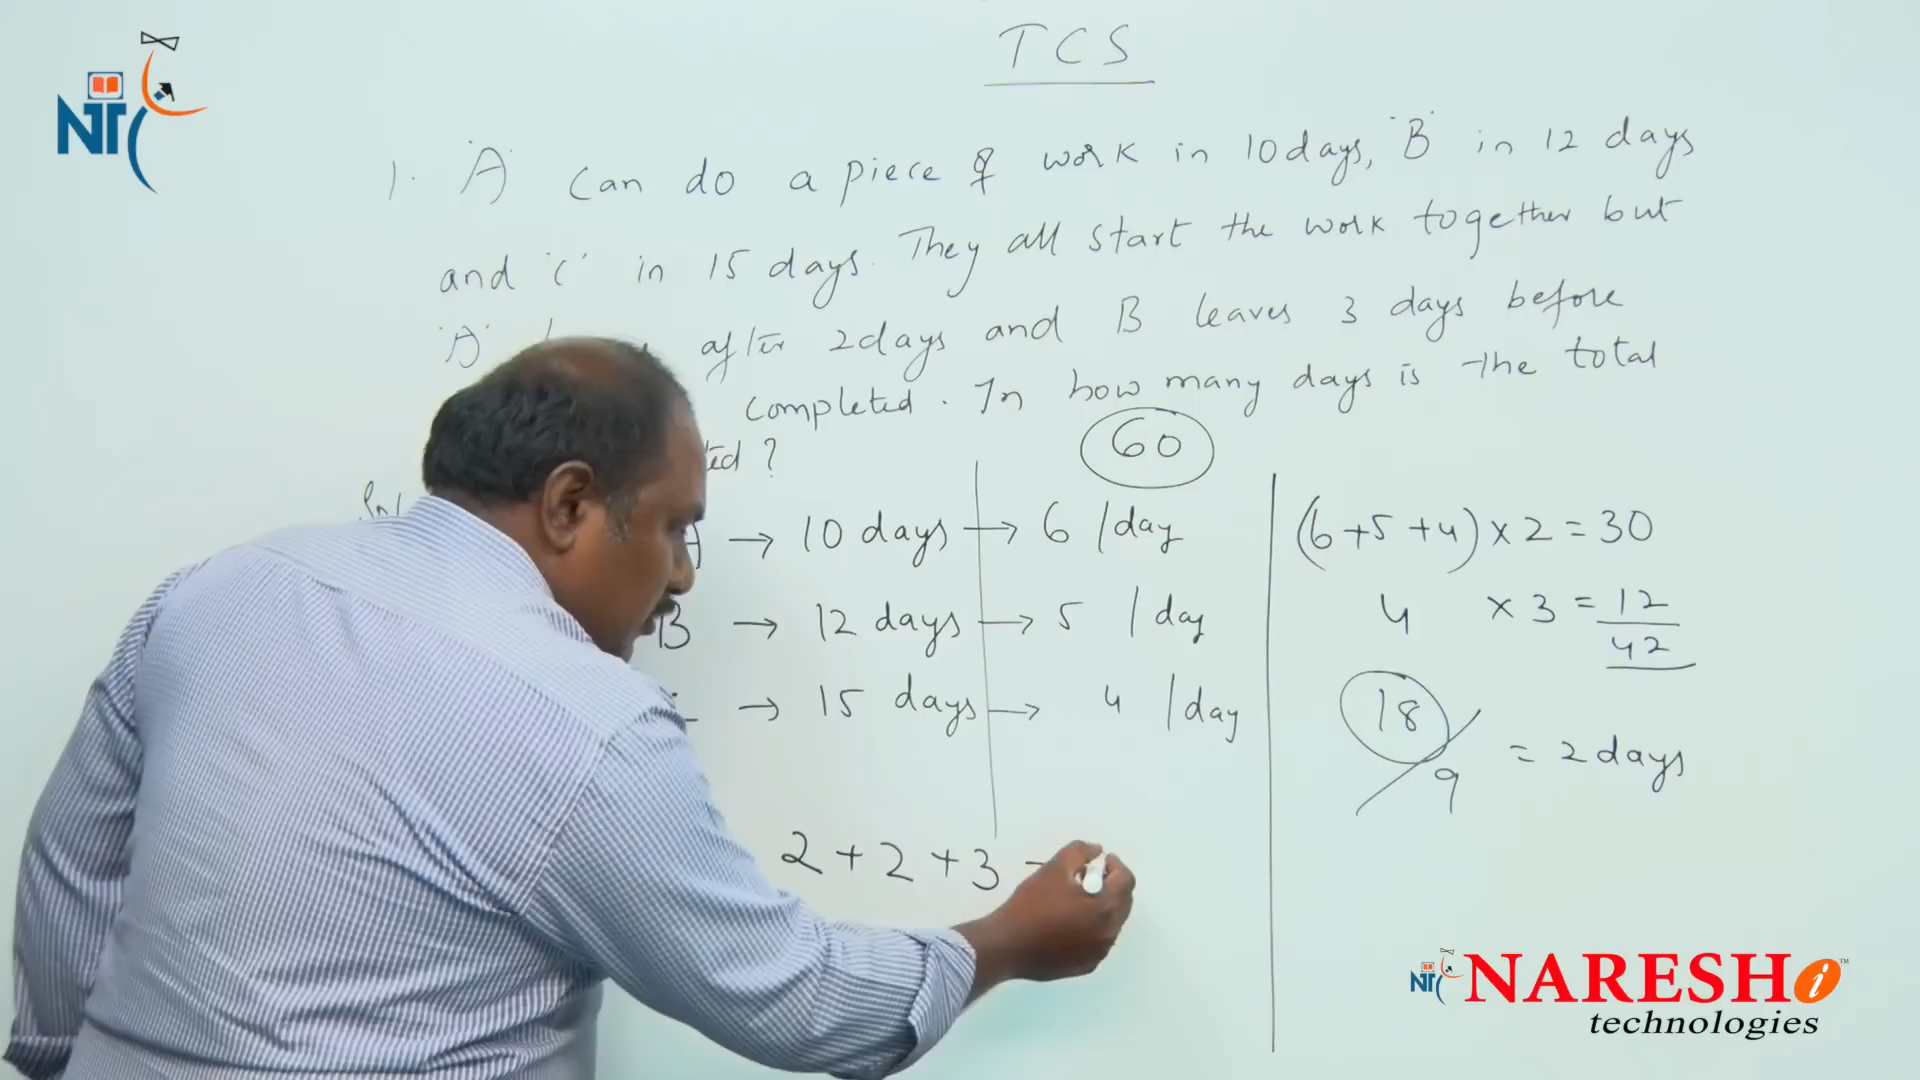 NT
TCS
1. 'A' can do a piece of work in 10 days, 'B' in 12 days
and 'C' in 15 days. They all start the work together but
'A' after 2 days and B leaves 3 days before
completed. In how many days is the total
?
60
A → 10 days → 6 /day
B → 12 days → 5 /day
→ 15 days → 4 /day
2 + 2 + 3
(6+5+4) × 2 = 30
4 × 3 = 12
42
18
9 = 2 days
NT
NARESH i ™
technologies